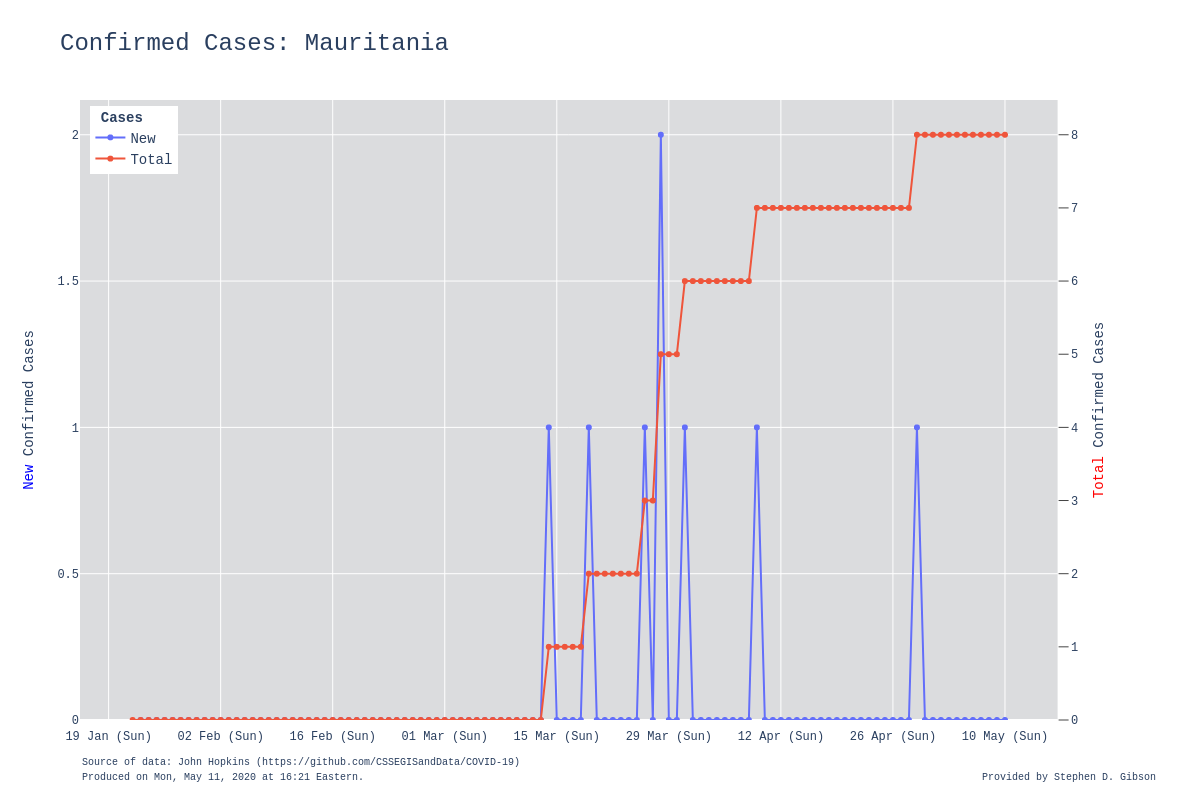 Confirmed Cases: Mauritania
Cases
New
Total
2
1.5
1
0.5
0
8
7
6
5
4
3
2
1
0
New Confirmed Cases
Total Confirmed Cases
19 Jan (Sun) 02 Feb (Sun) 16 Feb (Sun) 01 Mar (Sun) 15 Mar (Sun) 29 Mar (Sun) 12 Apr (Sun) 26 Apr (Sun) 10 May (Sun)
Source of data: John Hopkins (https://github.com/CSSEGISandData/COVID-19)
Produced on Mon, May 11, 2020 at 16:21 Eastern.
Provided by Stephen D. Gibson